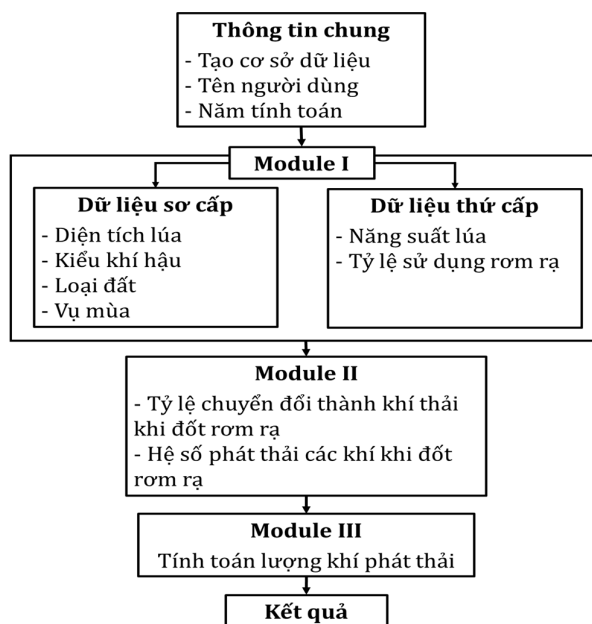 Thông tin chung
- Tạo cơ sở dữ liệu
- Tên người dùng
- Năm tính toán
Module I
Dữ liệu sơ cấp
- Diện tích lúa
- Kiểu khí hậu
- Loại đất
- Vụ mùa
Dữ liệu thứ cấp
- Năng suất lúa
- Tỷ lệ sử dụng rơm rạ
Module II
- Tỷ lệ chuyển đổi thành khí thải
khi đốt rơm rạ
- Hệ số phát thải các khí khi đốt
rơm rạ
Module III
Tính toán lượng khí phát thải
Kết quả